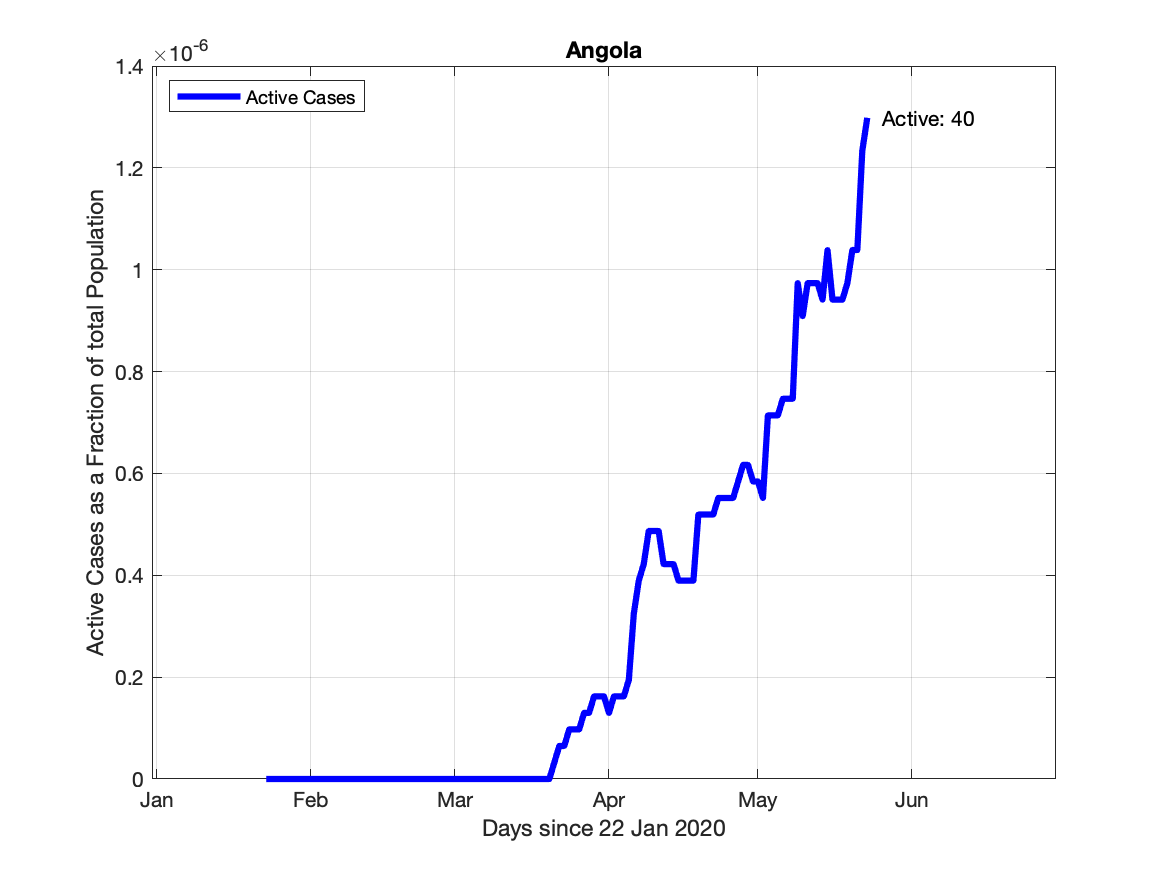 Angola
×10-6
1.4
1.2
1
0.8
0.6
0.4
0.2
0
Active Cases as a Fraction of total Population
Active Cases
Active: 40
Jan Feb Mar Apr May Jun
Days since 22 Jan 2020